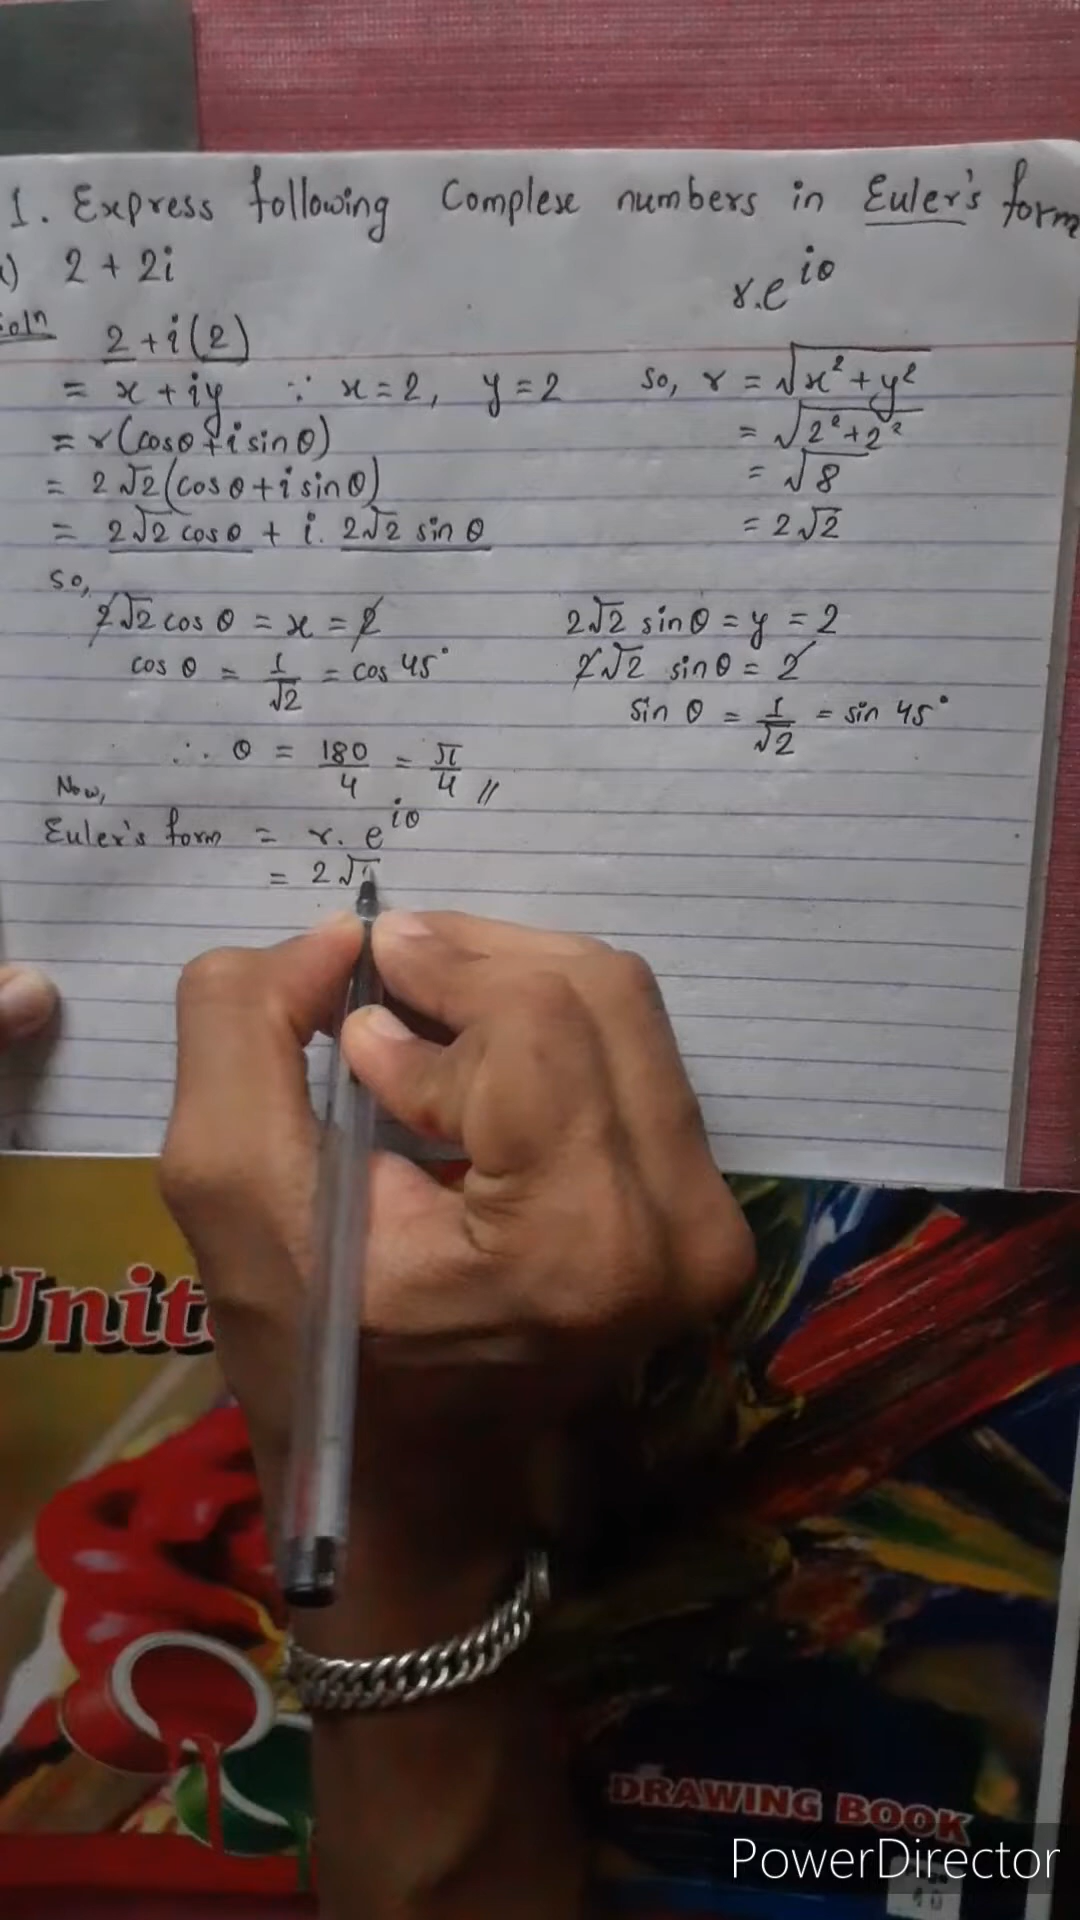 1. Express following Complex numbers in Euler's form
) 2 + 2i
r.e^{iθ}
Soln 2 + i(2)
= x + iy ∵ x = 2, y = 2
= r(cosθ + i sinθ)
= 2√2(cosθ + i sinθ)
= 2√2 cosθ + i. 2√2 sinθ
so, r = √x² + y²
= √2² + 2²
= √8
= 2√2
so,
2√2 cosθ = x = 2
cosθ = 1/√2 = cos 45°
2√2 sinθ = y = 2
2√2 sinθ = 2
sinθ = 1/√2 = sin 45°
∴ θ = 180/4 = π/4 //
Now,
Euler's form = r. e^{iθ}
= 2√
Unit
DRAWING BOOK
PowerDirector